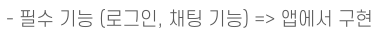 - 필수 기능 (로그인, 채팅 기능) => 앱에서 구현